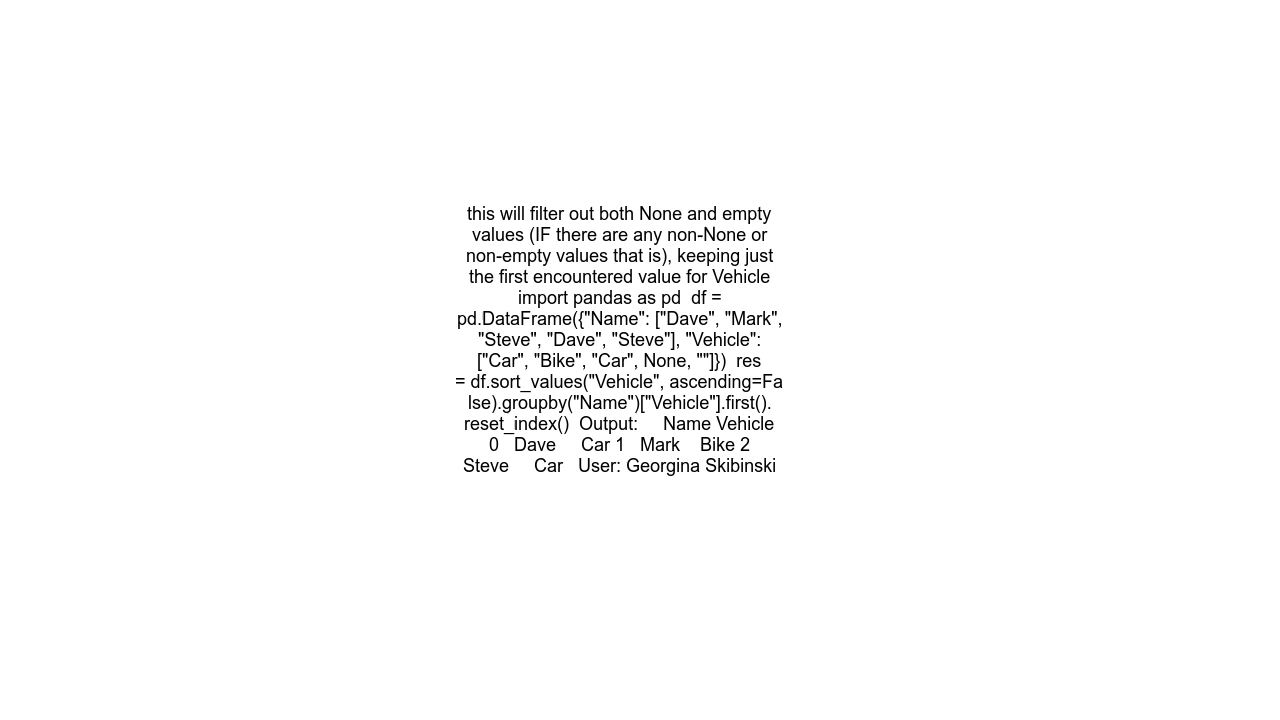 this will filter out both None and empty
values (IF there are any non-None or
non-empty values that is), keeping just
the first encountered value for Vehicle
import pandas as pd  df =
pd.DataFrame({"Name": ["Dave", "Mark",
"Steve", "Dave", "Steve"], "Vehicle":
["Car", "Bike", "Car", None, ""]})  res
= df.sort_values("Vehicle", ascending=Fa
lse).groupby("Name")["Vehicle"].first().
reset_index()  Output:     Name Vehicle
0   Dave     Car 1   Mark    Bike 2
Steve     Car   User: Georgina Skibinski